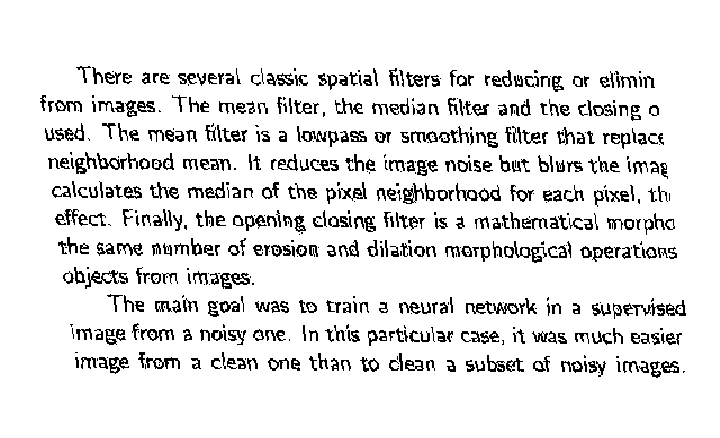 There are several classic spatial filters for reducing or elimin
from images. The mean filter, the median filter and the closing o
used. The mean filter is a lowpass or smoothing filter that replace
neighborhood mean. It reduces the image noise but blurs the imag
calculates the median of the pixel neighborhood for each pixel, th
effect. Finally, the opening closing filter is a mathematical morpho
the same number of erosion and dilation morphological operations
objects from images.
The main goal was to train a neural network in a supervised
image from a noisy one. In this particular case, it was much easier
image from a clean one than to clean a subset of noisy images.